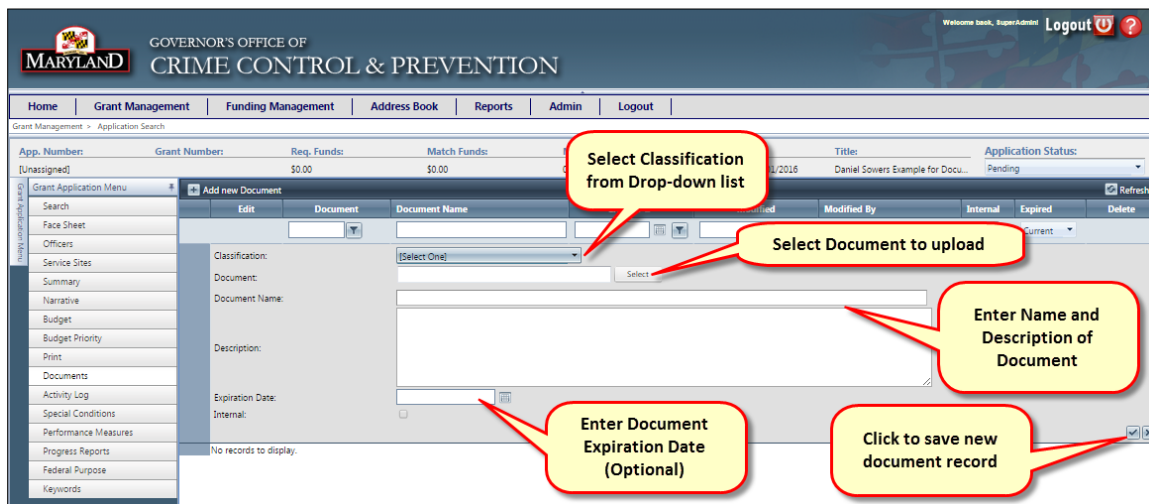 Welcome back, SuperAdmin!
Logout
?
MARYLAND
GOVERNOR'S OFFICE OF
CRIME CONTROL & PREVENTION
Home
Grant Management
Funding Management
Address Book
Reports
Admin
Logout
Grant Management > Application Search
App. Number:
Grant Number:
Req. Funds:
Match Funds:
Title:
Application Status:
[Unassigned]
$0.00
$0.00
1/2016
Daniel Sowers Example for Docu...
Pending
Select Classification
from Drop-down list
Grant Application Menu
Grant Application Menu
Add new Document
Refresh
Edit
Document
Document Name
Modified By
Internal
Expired
Delete
Current
Search
Face Sheet
Officers
Service Sites
Summary
Narrative
Budget
Budget Priority
Print
Documents
Activity Log
Special Conditions
Performance Measures
Progress Reports
Federal Purpose
Keywords
Classification:
[Select One]
Select Document to upload
Document:
Select
Document Name:
Enter Name and
Description of
Document
Description:
Expiration Date:
Internal:
Enter Document
Expiration Date
(Optional)
Click to save new
document record
No records to display.